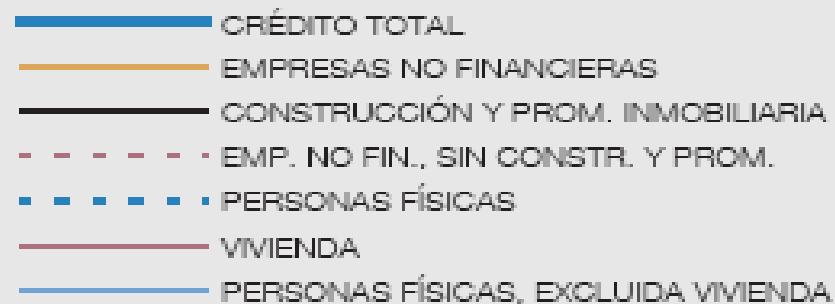 CRÉDITO TOTAL
EMPRESAS NO FINANCIERAS
CONSTRUCCIÓN Y PROM. INMOBILIARIA
EMP. NO FIN., SIN CONSTR. Y PROM.
PERSONAS FÍSICAS
VIVIENDA
PERSONAS FÍSICAS, EXCLUIDA VIVIENDA